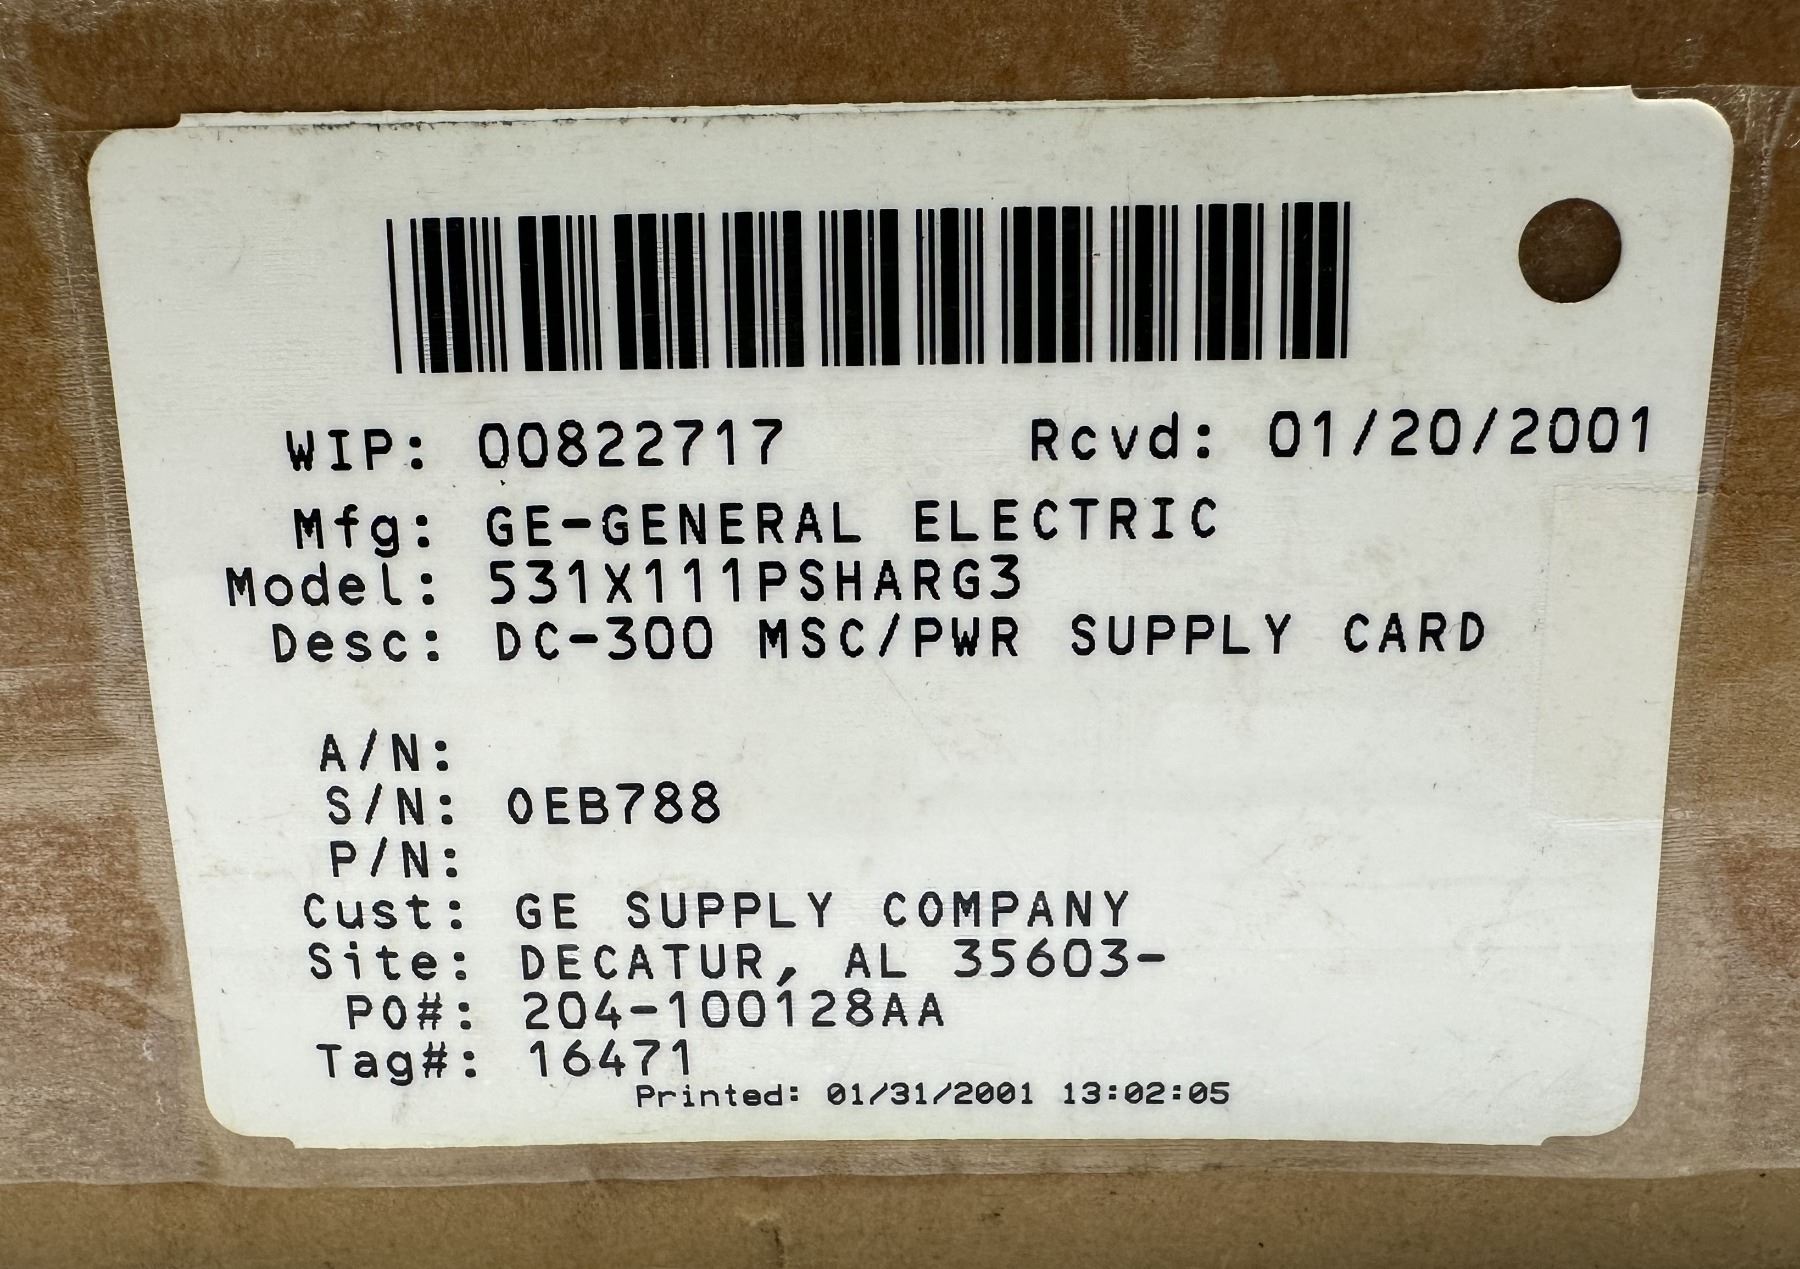 WIP: 00822717 Rcvd: 01/20/2001
Mfg: GE-GENERAL ELECTRIC
Model: 531X111PSHARG3
Desc: DC-300 MSC/PWR SUPPLY CARD
A/N:
S/N: 0EB788
P/N:
Cust: GE SUPPLY COMPANY
Site: DECATUR, AL 35603-
PO#: 204-100128AA
Tag#: 16471
Printed: 01/31/2001 13:02:05